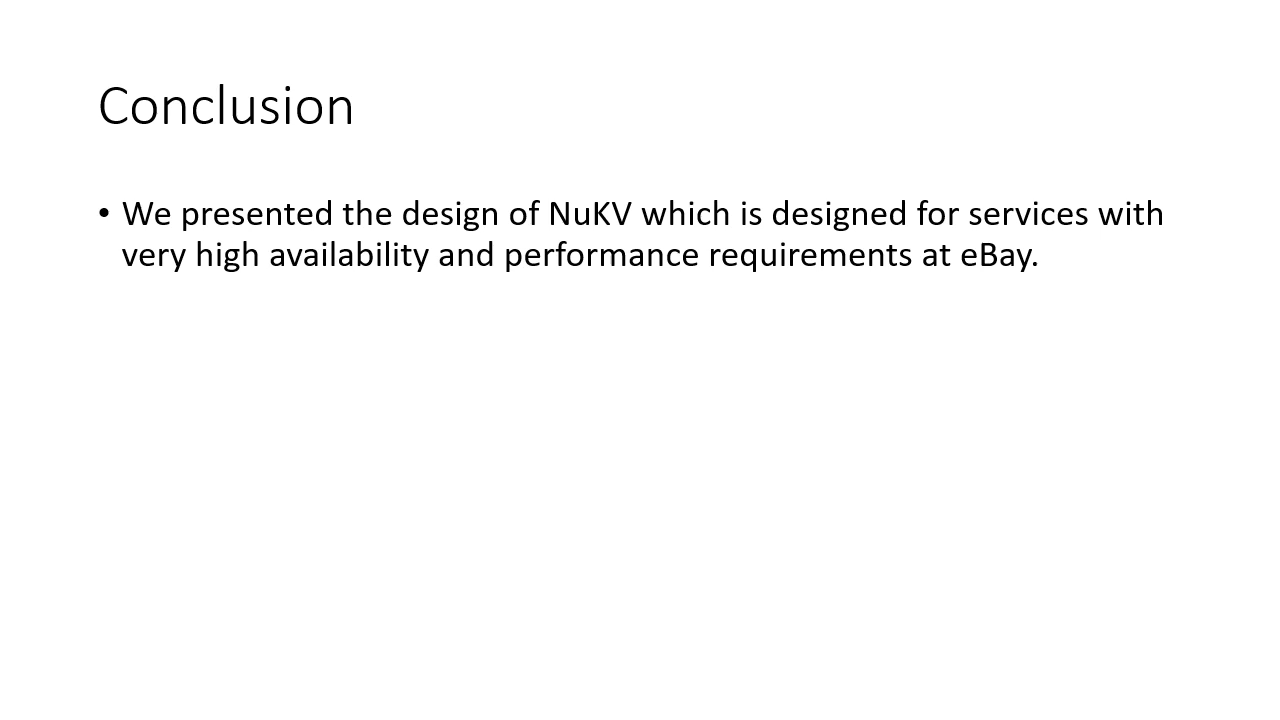 Conclusion
• We presented the design of NuKV which is designed for services with
very high availability and performance requirements at eBay.